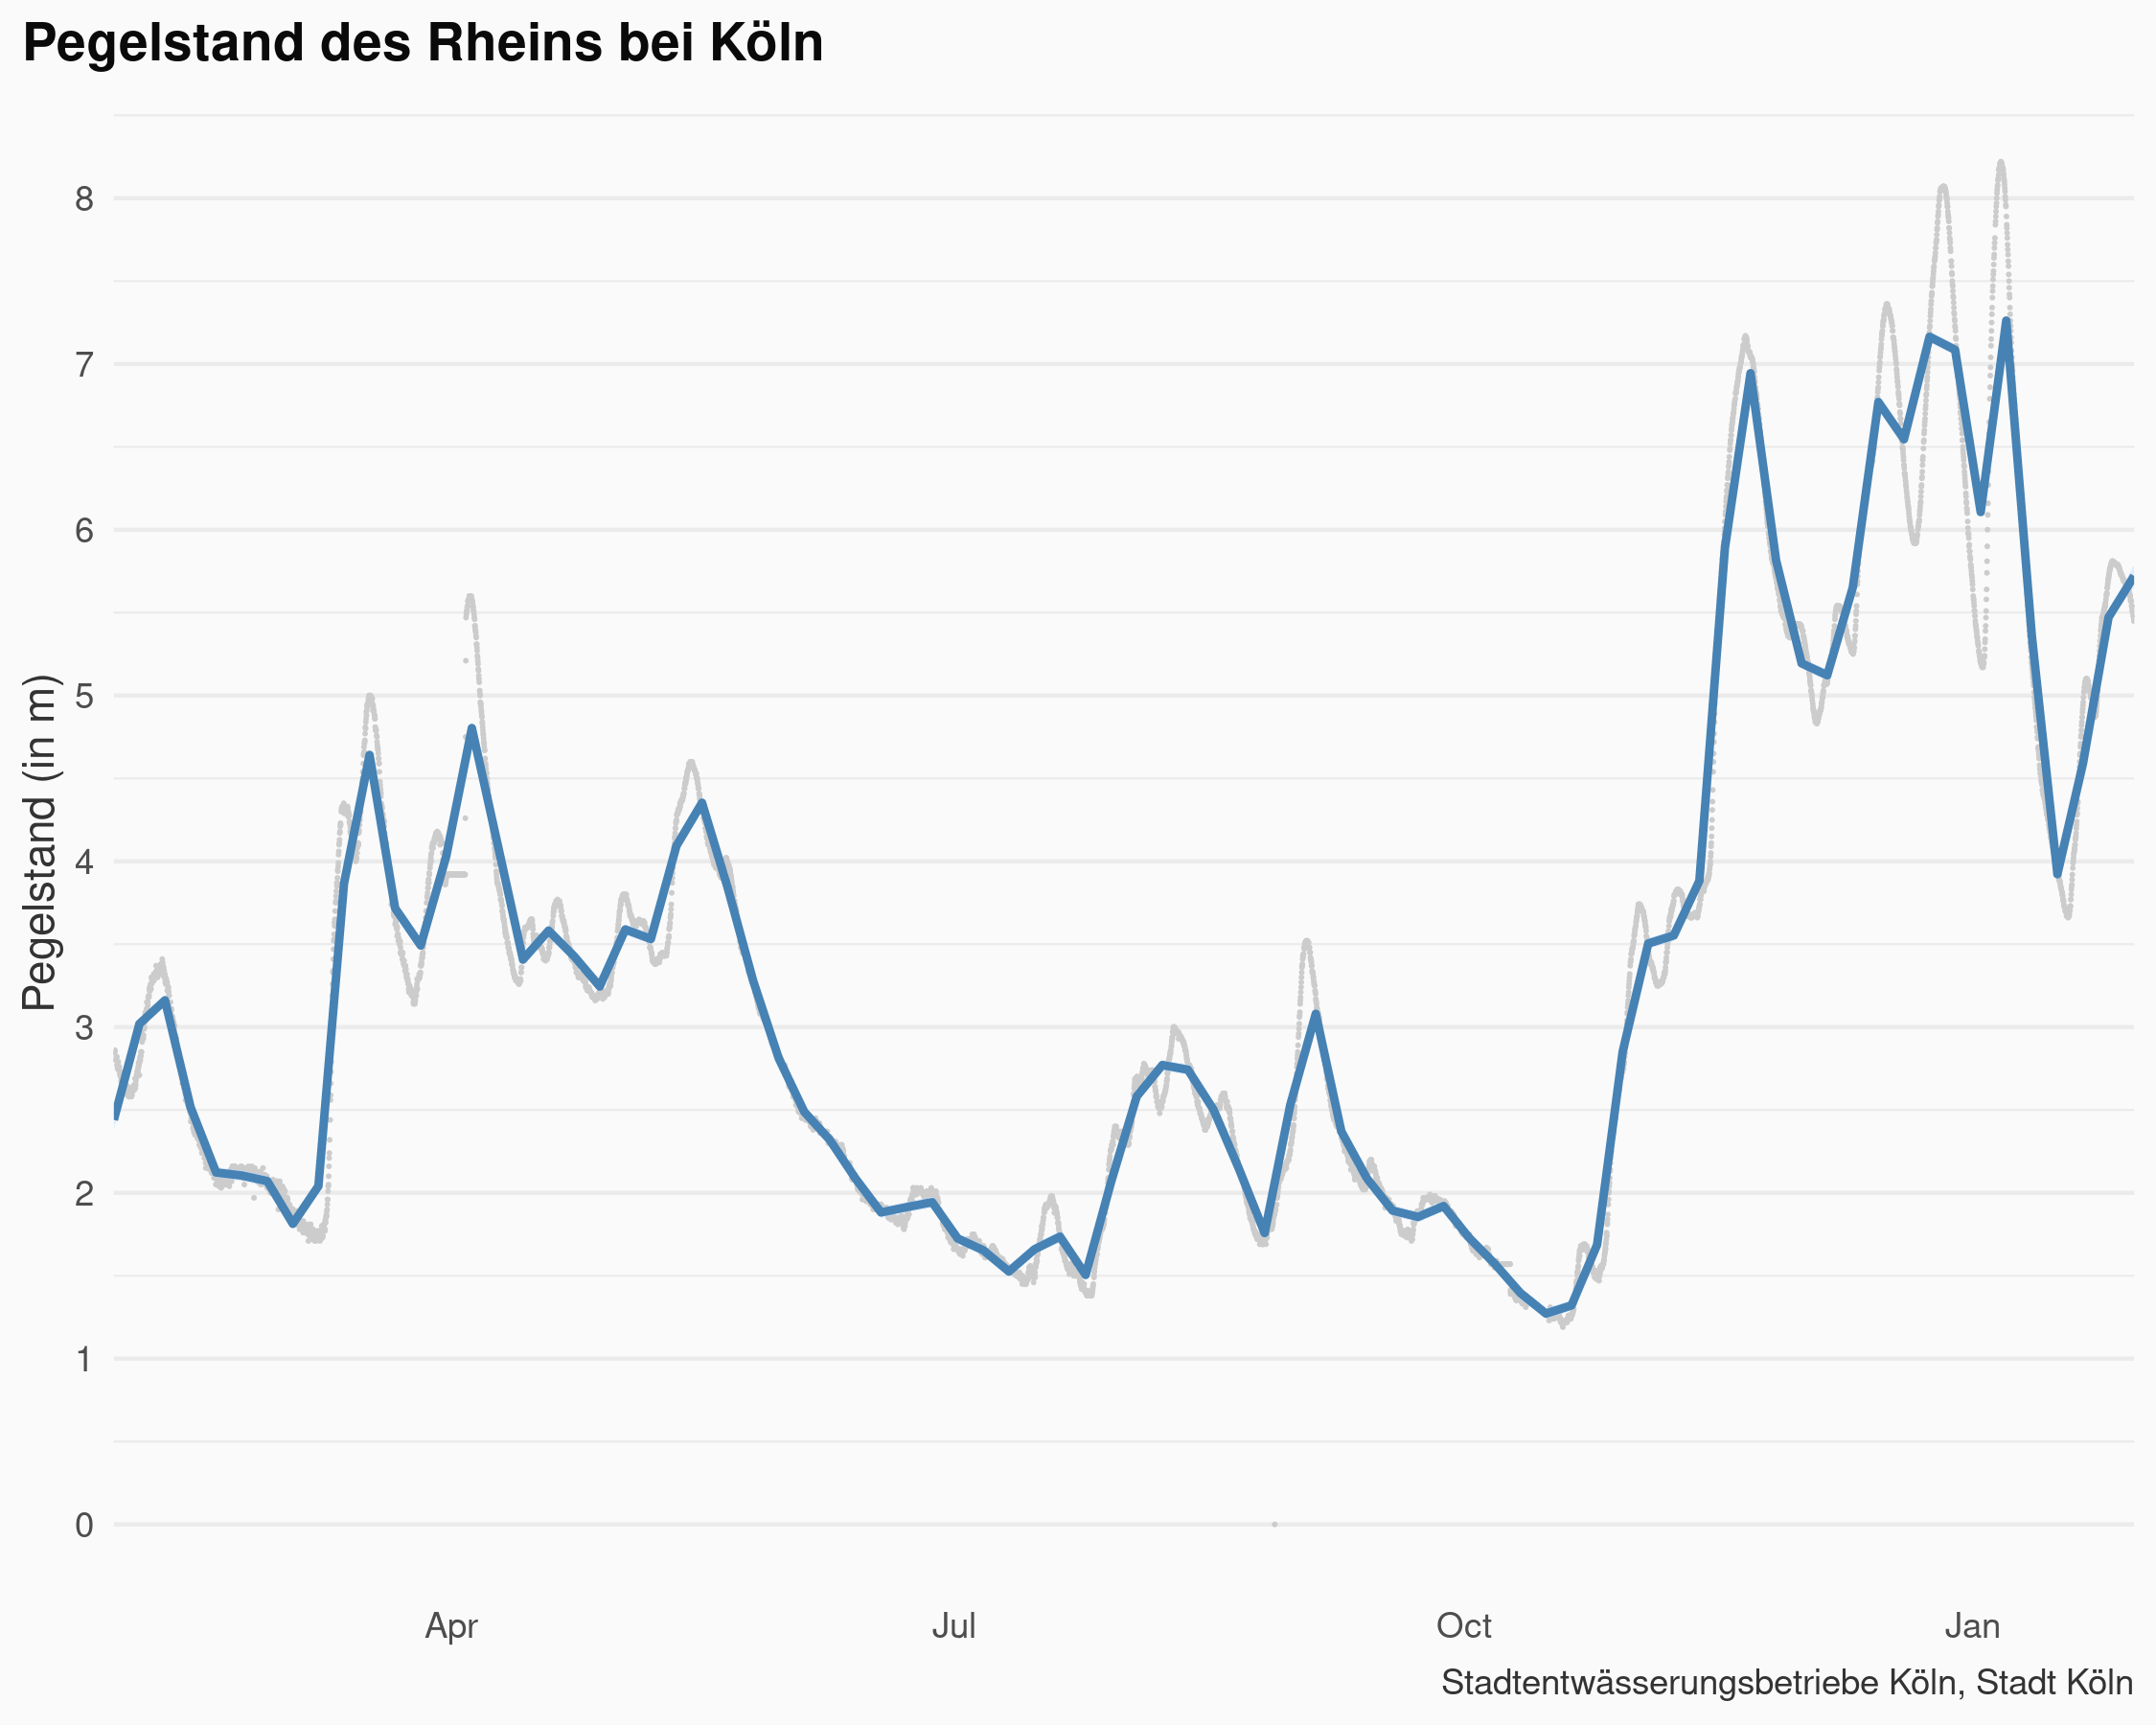 Pegelstand des Rheins bei Köln
Pegelstand (in m)
8
7
6
5
4
3
2
1
0
Apr Jul Oct Jan
Stadtentwässerungsbetriebe Köln, Stadt Köln